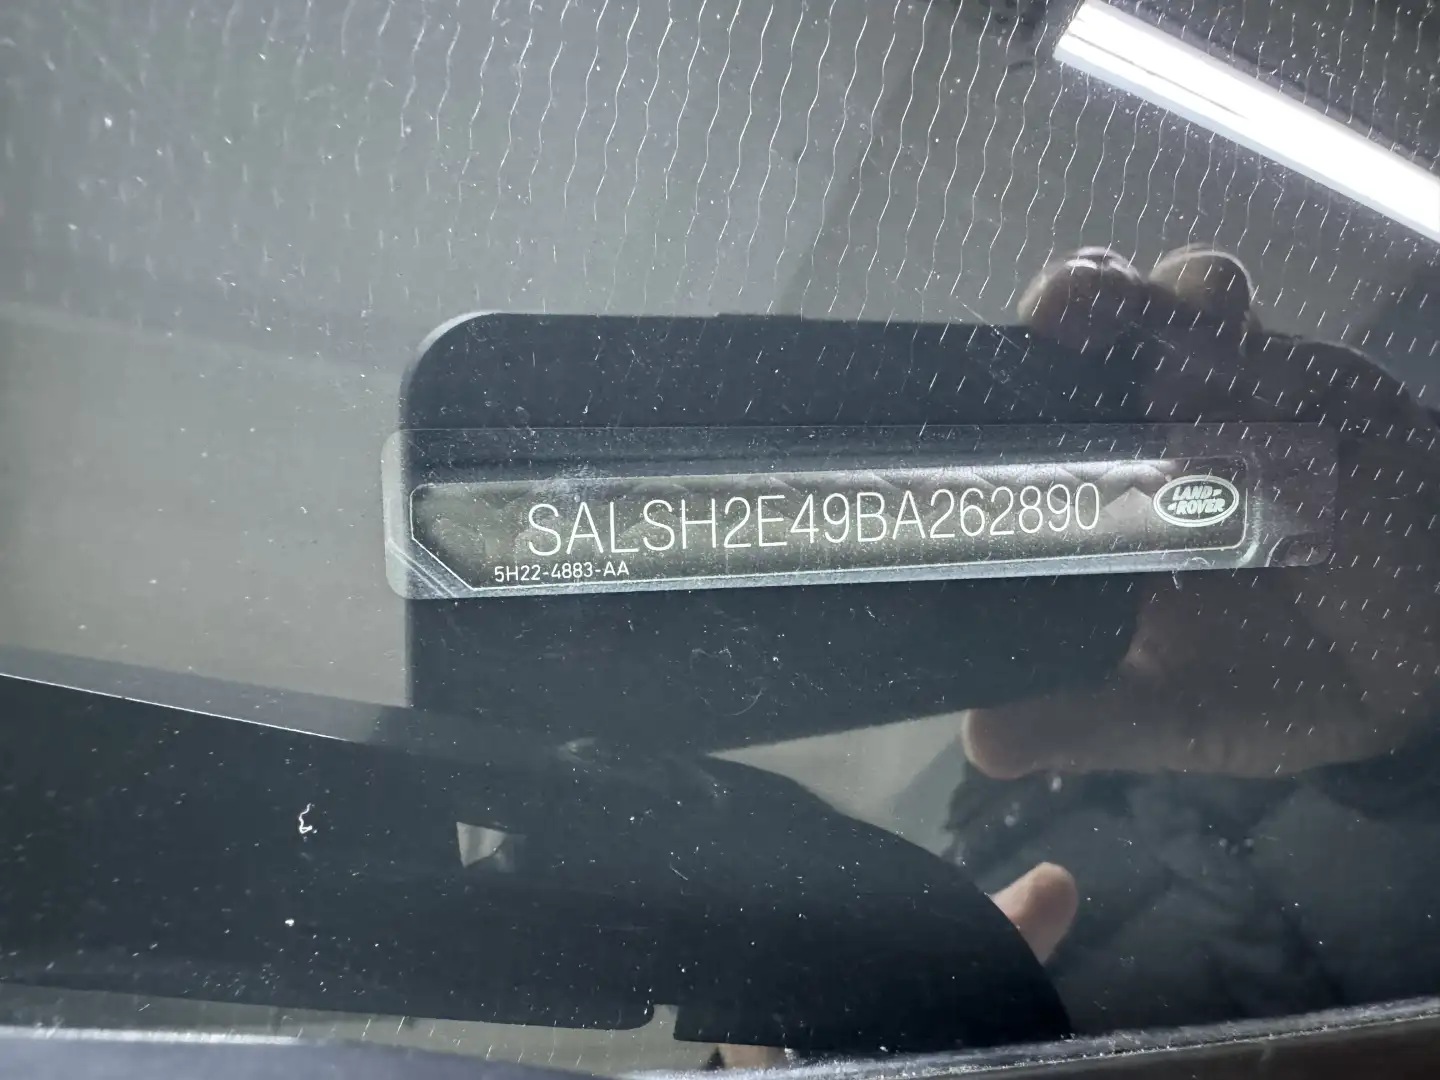 SALSH2E49BA262890
LAND-
-ROVER
5H22-4883-AA